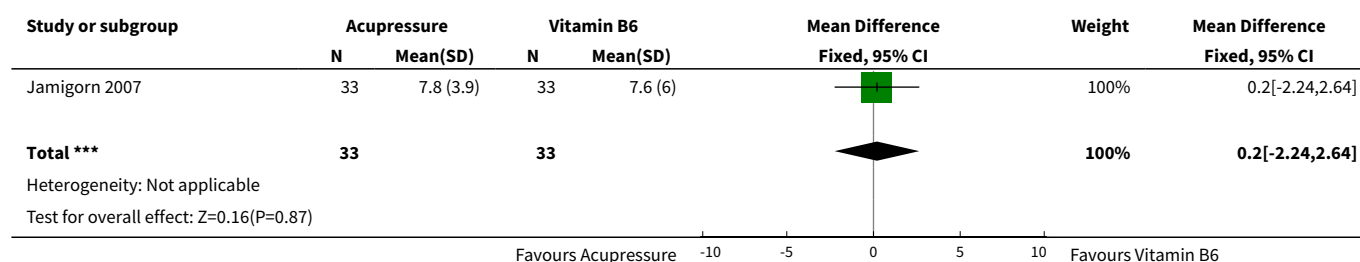 Study or subgroup Acupressure Vitamin B6 Mean Difference Weight Mean Difference
N Mean(SD) N Mean(SD) Fixed, 95% CI Fixed, 95% CI
Jamigorn 2007 33 7.8 (3.9) 33 7.6 (6) 100% 0.2[-2.24,2.64]
Total *** 33 33 100% 0.2[-2.24,2.64]
Heterogeneity: Not applicable
Test for overall effect: Z=0.16(P=0.87)
Favours Acupressure -10 -5 0 5 10 Favours Vitamin B6